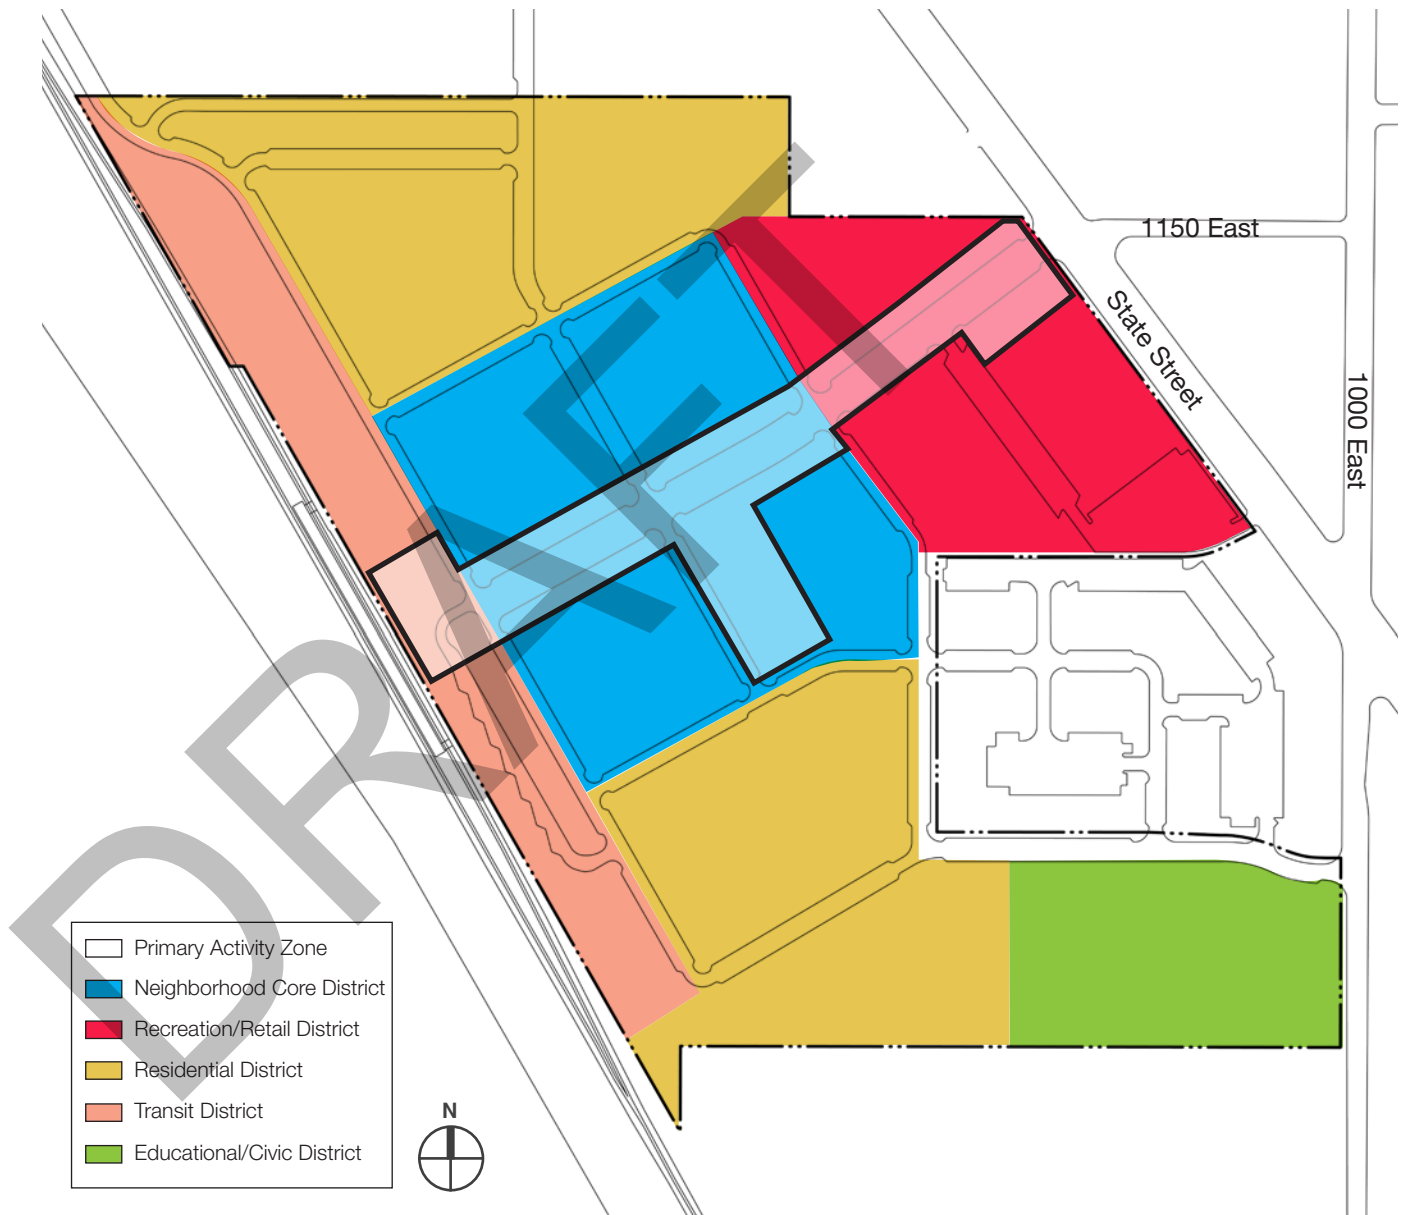 1150 East
State Street
1000 East
DRAFT
Primary Activity Zone
Neighborhood Core District
Recreation/Retail District
Residential District
Transit District
Educational/Civic District
N